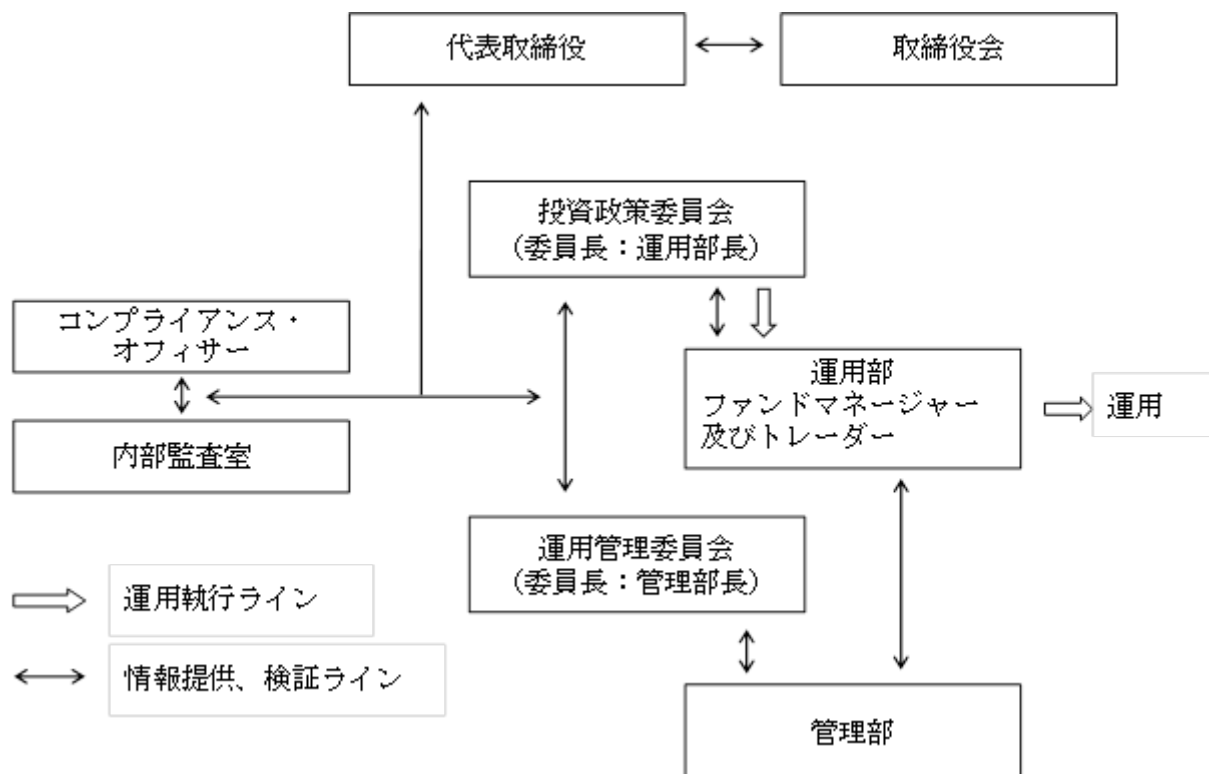 代表取締役
取締役会
投資政策委員会
(委員長：運用部長)
コンプライアンス・
オフィサー
運用部
ファンドマネージャー
及びトレーダー
運用
内部監査室
運用管理委員会
(委員長：管理部長)
運用執行ライン
情報提供、検証ライン
管理部